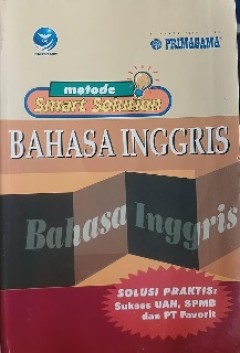 PRIMAGAMA
metode
Smart Solution
BAHASA INGGRIS
Bahasa Inggris
SOLUSI PRAKTIS:
Sukses UAN, SPMB
dan PT Favorit